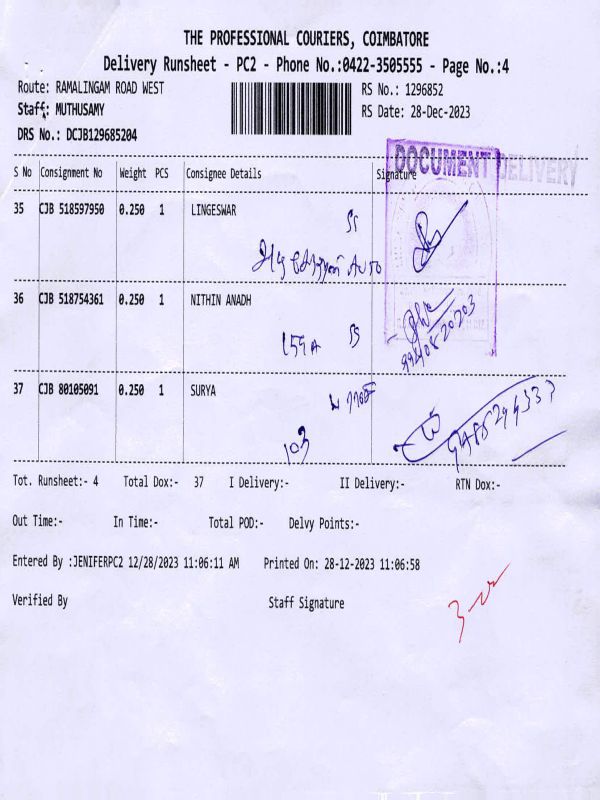 THE PROFESSIONAL COURIERS, COIMBATORE
Delivery Runsheet - PC2 - Phone No.:0422-3505555 - Page No.:4
Route: RAMALINGAM ROAD WEST
RS No.: 1296852
Staff: MUTHUSAMY
RS Date: 28-Dec-2023
DRS No.: DCJB129685204
DOCUMENT DELIVERY
S No Consignment No Weight PCS Consignee Details Signature
35 CJB 518597950 0.250 1 LINGESWAR
AUTO
36 CJB 518754361 0.250 1 NITHIN ANADH
159A
37 CJB 80105091 0.250 1 SURYA
103
Tot. Runsheet:- 4 Total Dox:- 37 I Delivery:- II Delivery:- RTN Dox:-
Out Time:- In Time:- Total POD:- Delvy Points:-
Entered By :JENIFERPC2 12/28/2023 11:06:11 AM Printed On: 28-12-2023 11:06:58
Verified By Staff Signature